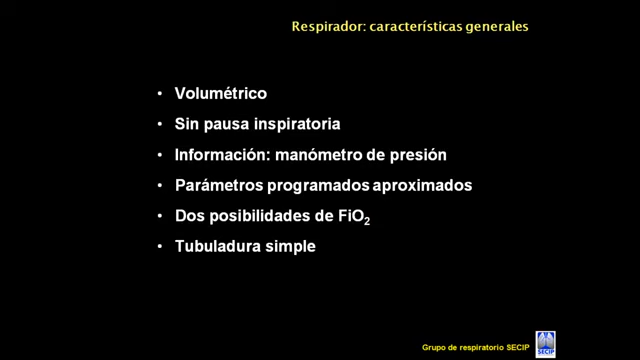 Respirador: características generales
• Volumétrico
• Sin pausa inspiratoria
• Información: manómetro de presión
• Parámetros programados aproximados
• Dos posibilidades de FiO₂
• Tubuladura simple
Grupo de respiratorio SECIP
SECIP